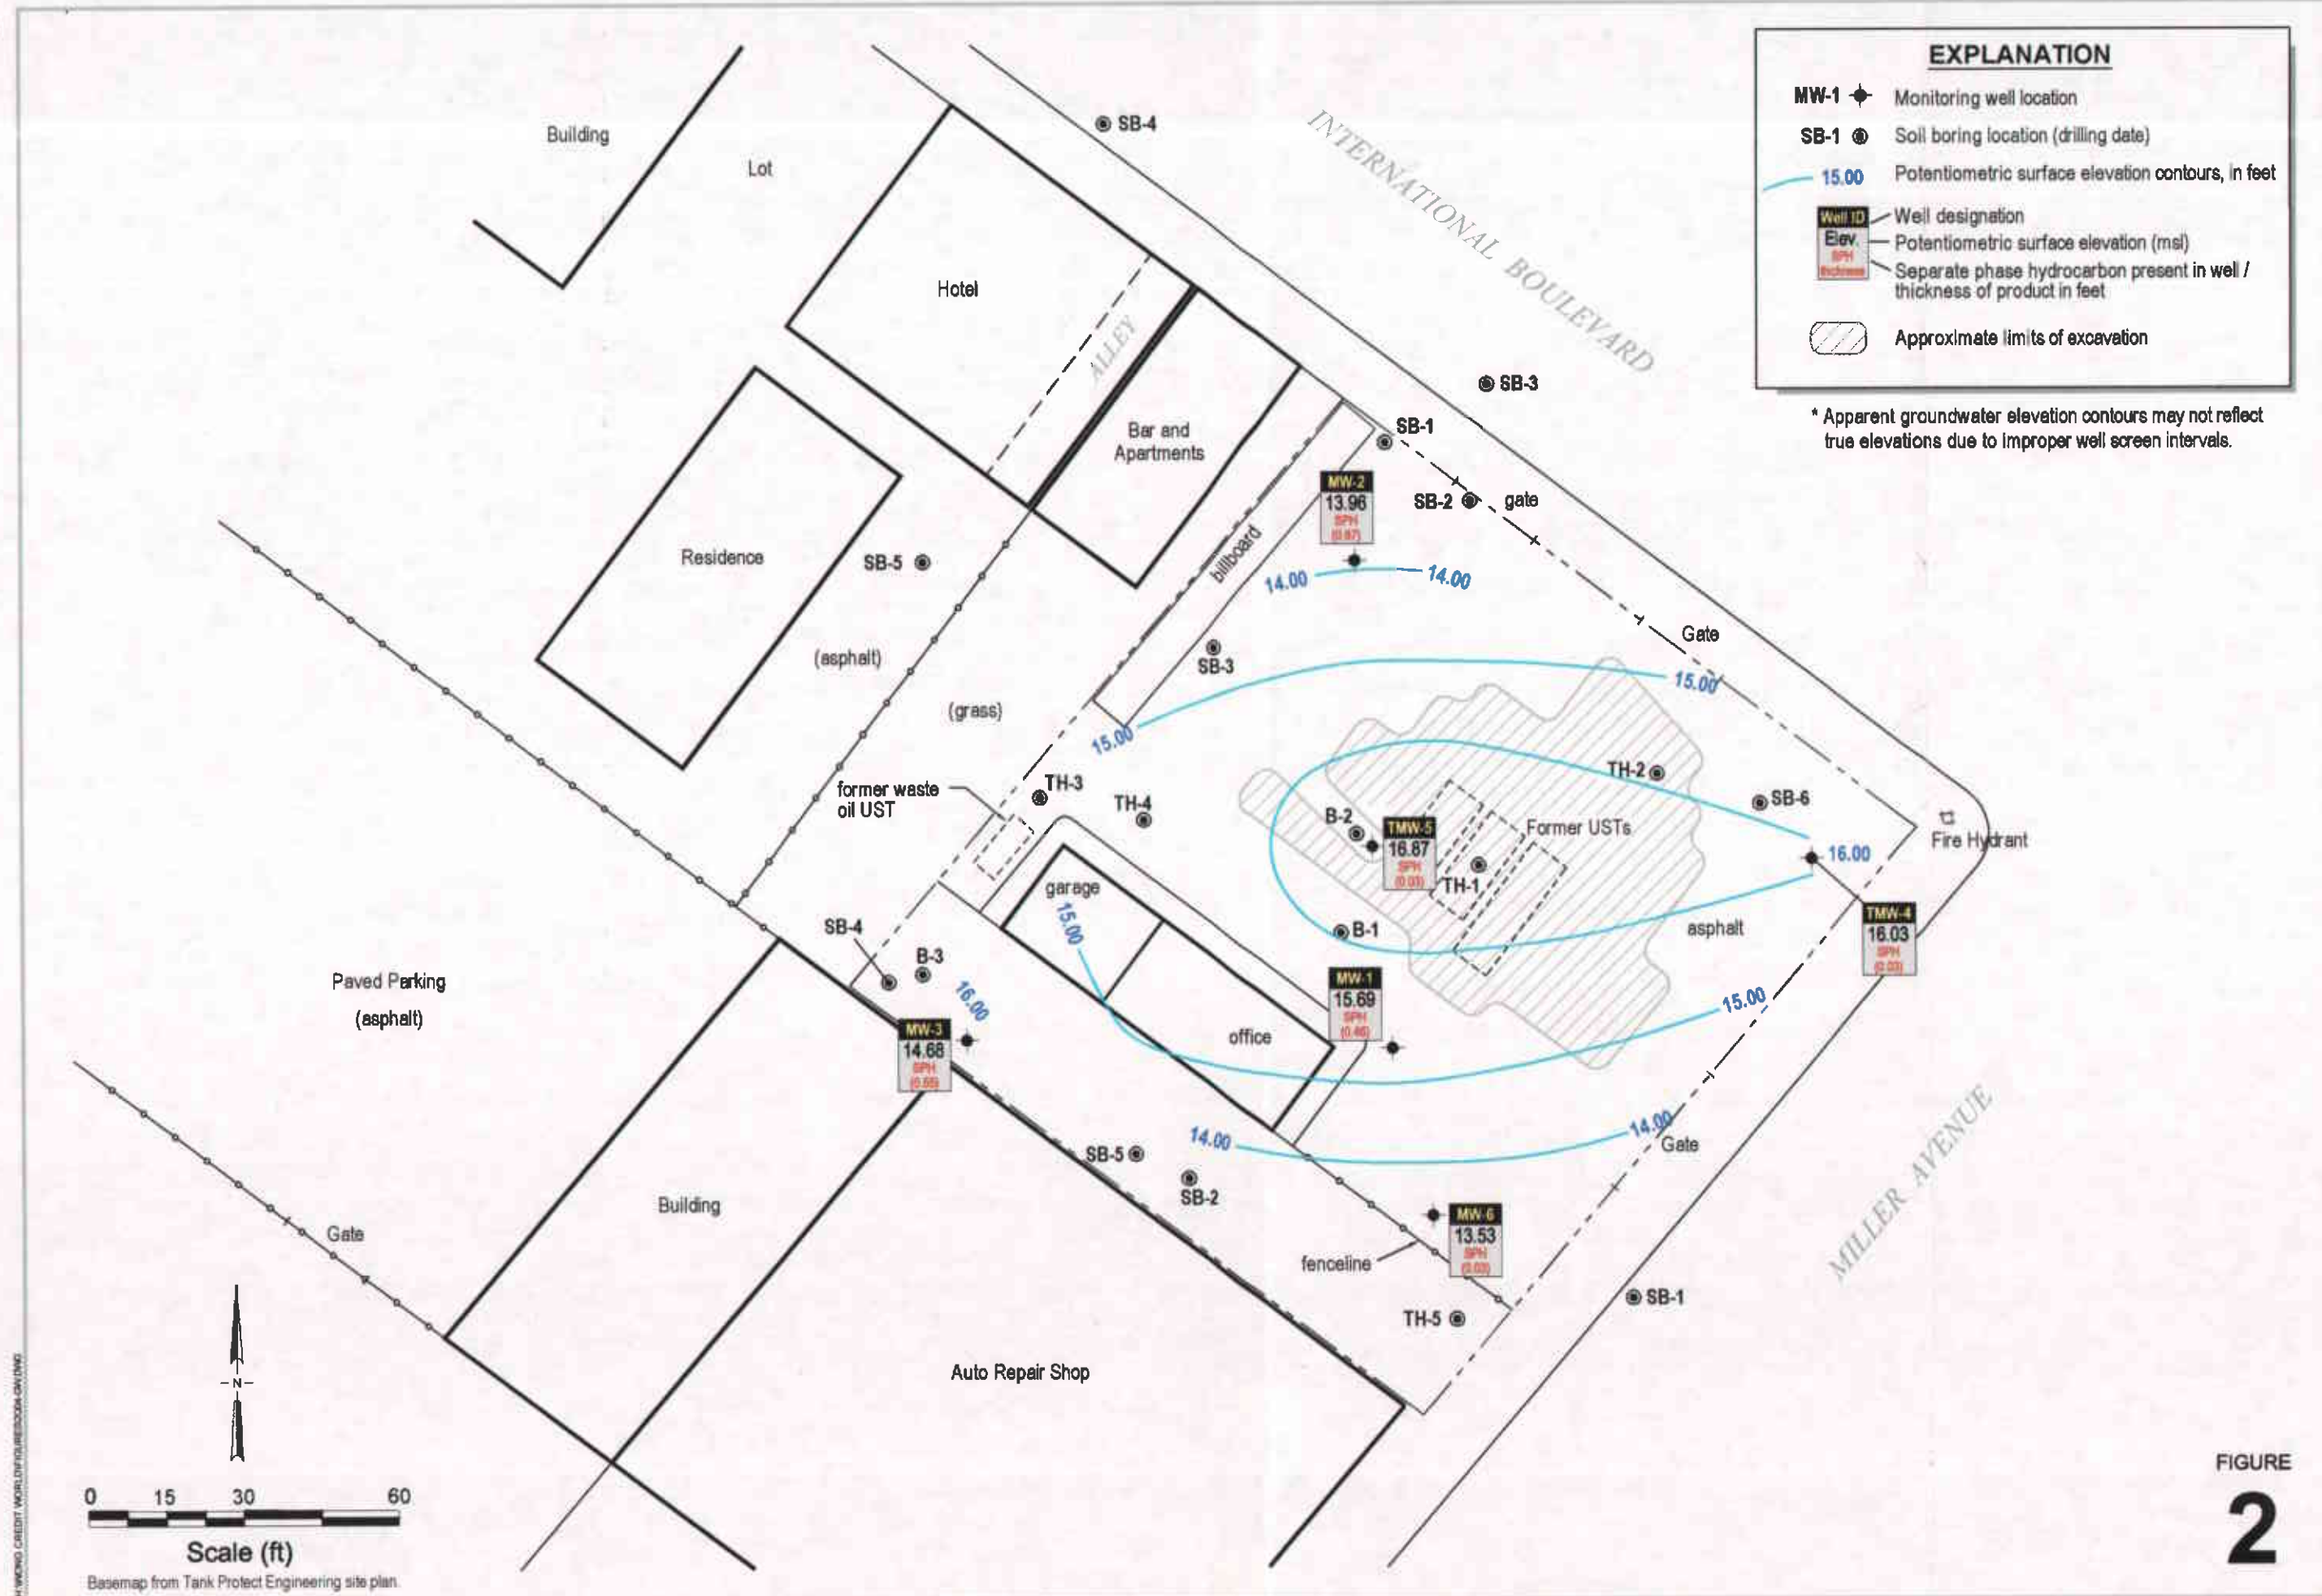 EXPLANATION
MW-1 Monitoring well location
SB-1 Soil boring location (drilling date)
15.00 Potentiometric surface elevation contours, in feet
Well ID Well designation
Elev. Potentiometric surface elevation (msl)
SPH Separate phase hydrocarbon present in well /
thickness thickness of product in feet
Approximate limits of excavation
* Apparent groundwater elevation contours may not reflect
true elevations due to improper well screen intervals.
INTERNATIONAL BOULEVARD
Building
Lot
SB-4
Hotel
ALLEY
SB-3
SB-1
Bar and
Apartments
MW-2
13.96
SPH
(0.87)
SB-2
gate
billboard
Residence
SB-5
14.00
14.00
Gate
SB-3
(asphalt)
15.00
(grass)
15.00
former waste
oil UST
TH-3
TH-4
TH-2
SB-6
B-2
TMW-5
16.87
SPH
(0.03)
Former USTs
TH-1
Fire Hydrant
16.00
garage
15.00
B-1
asphalt
TMW-4
16.03
SPH
(0.03)
SB-4
B-3
16.00
Paved Parking
(asphalt)
MW-1
15.69
SPH
(0.46)
15.00
MW-3
14.68
SPH
(0.55)
office
14.00
14.00
Gate
SB-5
SB-2
Building
MW-6
13.53
SPH
(0.03)
MILLER AVENUE
Gate
fenceline
SB-1
TH-5
Auto Repair Shop
N
0 15 30 60
Scale (ft)
Basemap from Tank Protect Engineering site plan.
FIGURE
2